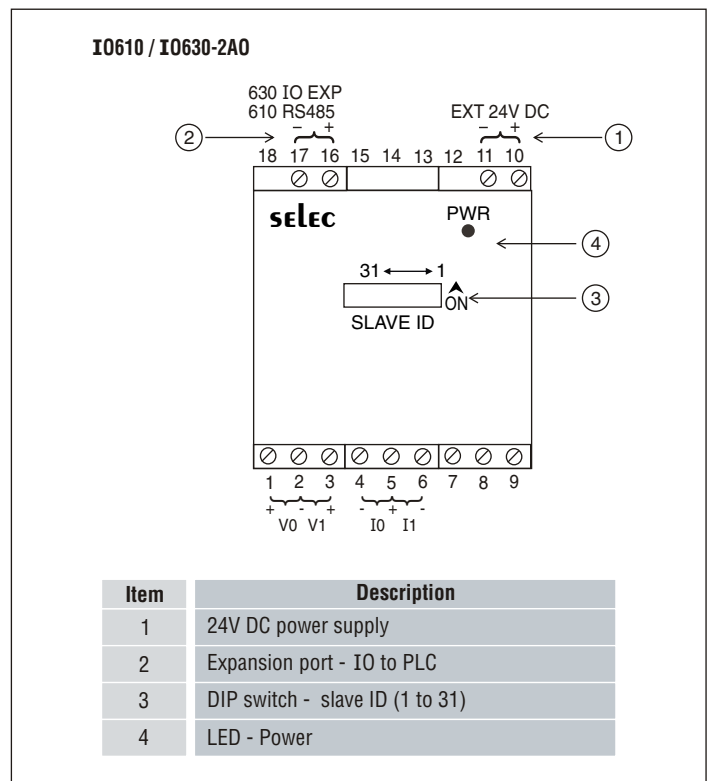 IO610 / IO630-2AO
630 IO EXP
610 RS485
EXT 24V DC
− +
− +
2
1
18 17 16 15 14 13 12 11 10
selec
PWR
4
31 1
ON
3
SLAVE ID
1 2 3 4 5 6 7 8 9
+ - + - + -
V0 V1 I0 I1
Item Description
1 24V DC power supply
2 Expansion port - IO to PLC
3 DIP switch - slave ID (1 to 31)
4 LED - Power